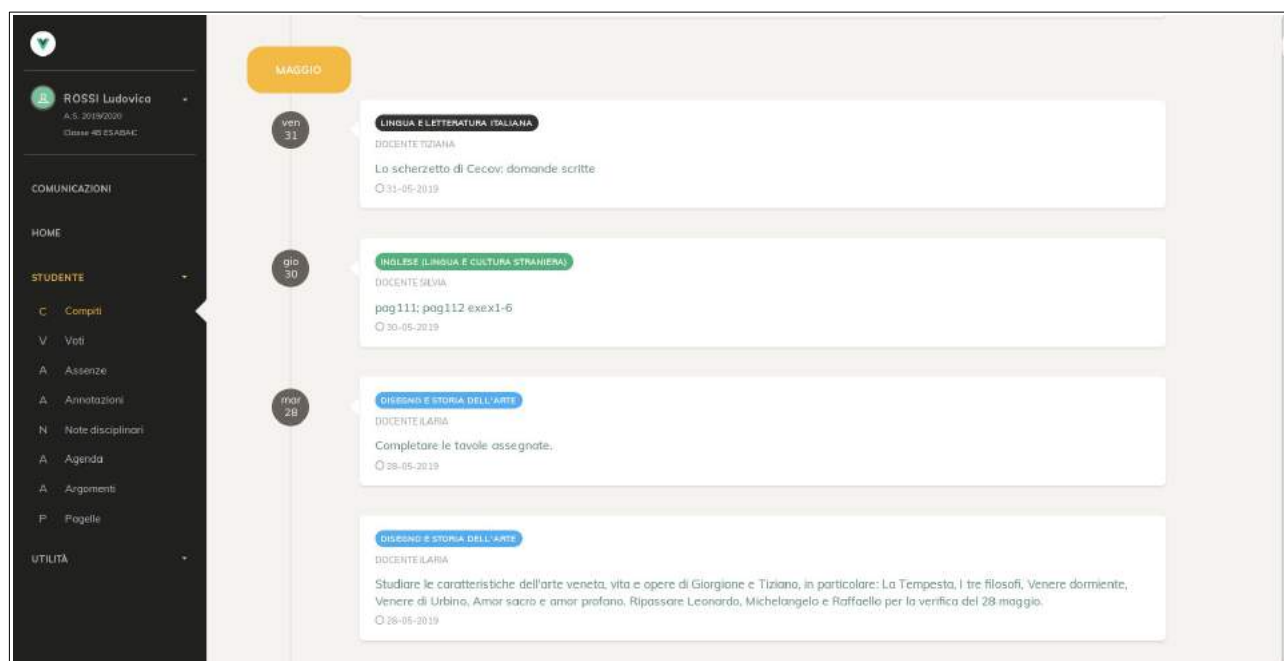 ROSSI Ludovica
A.S. 2019/2020
Classe 4B ESABAC
COMUNICAZIONI
HOME
STUDENTE
C Compiti
V Voti
A Assenze
A Annotazioni
N Note disciplinari
A Agenda
A Argomenti
P Pagelle
UTILITÀ
MAGGIO
ven
31
LINGUA E LETTERATURA ITALIANA
DOCENTE TIZIANA
Lo scherzetto di Cecov: domande scritte
31-05-2019
gio
30
INGLESE (LINGUA E CULTURA STRANIERA)
DOCENTE SILVIA
pag111; pag112 exex1-6
30-05-2019
mar
28
DISEGNO E STORIA DELL'ARTE
DOCENTE ILARIA
Completare le tavole assegnate.
28-05-2019
DISEGNO E STORIA DELL'ARTE
DOCENTE ILARIA
Studiare le caratteristiche dell'arte veneta, vita e opere di Giorgione e Tiziano, in particolare: La Tempesta, I tre filosofi, Venere dormiente,
Venere di Urbino, Amor sacro e amor profano. Ripassare Leonardo, Michelangelo e Raffaello per la verifica del 28 maggio.
28-05-2019